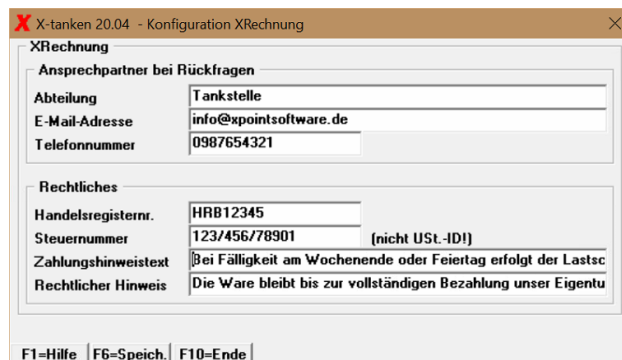 X-tanken 20.04 - Konfiguration XRechnung
XRechnung
Ansprechpartner bei Rückfragen
Abteilung Tankstelle
E-Mail-Adresse info@xpointsoftware.de
Telefonnummer 0987654321
Rechtliches
Handelsregisternr. HRB12345
Steuernummer 123/456/78901 (nicht USt.-ID!)
Zahlungshinweistext Bei Fälligkeit am Wochenende oder Feiertag erfolgt der Lastsc
Rechtlicher Hinweis Die Ware bleibt bis zur vollständigen Bezahlung unser Eigentu
F1=Hilfe F6=Speich. F10=Ende